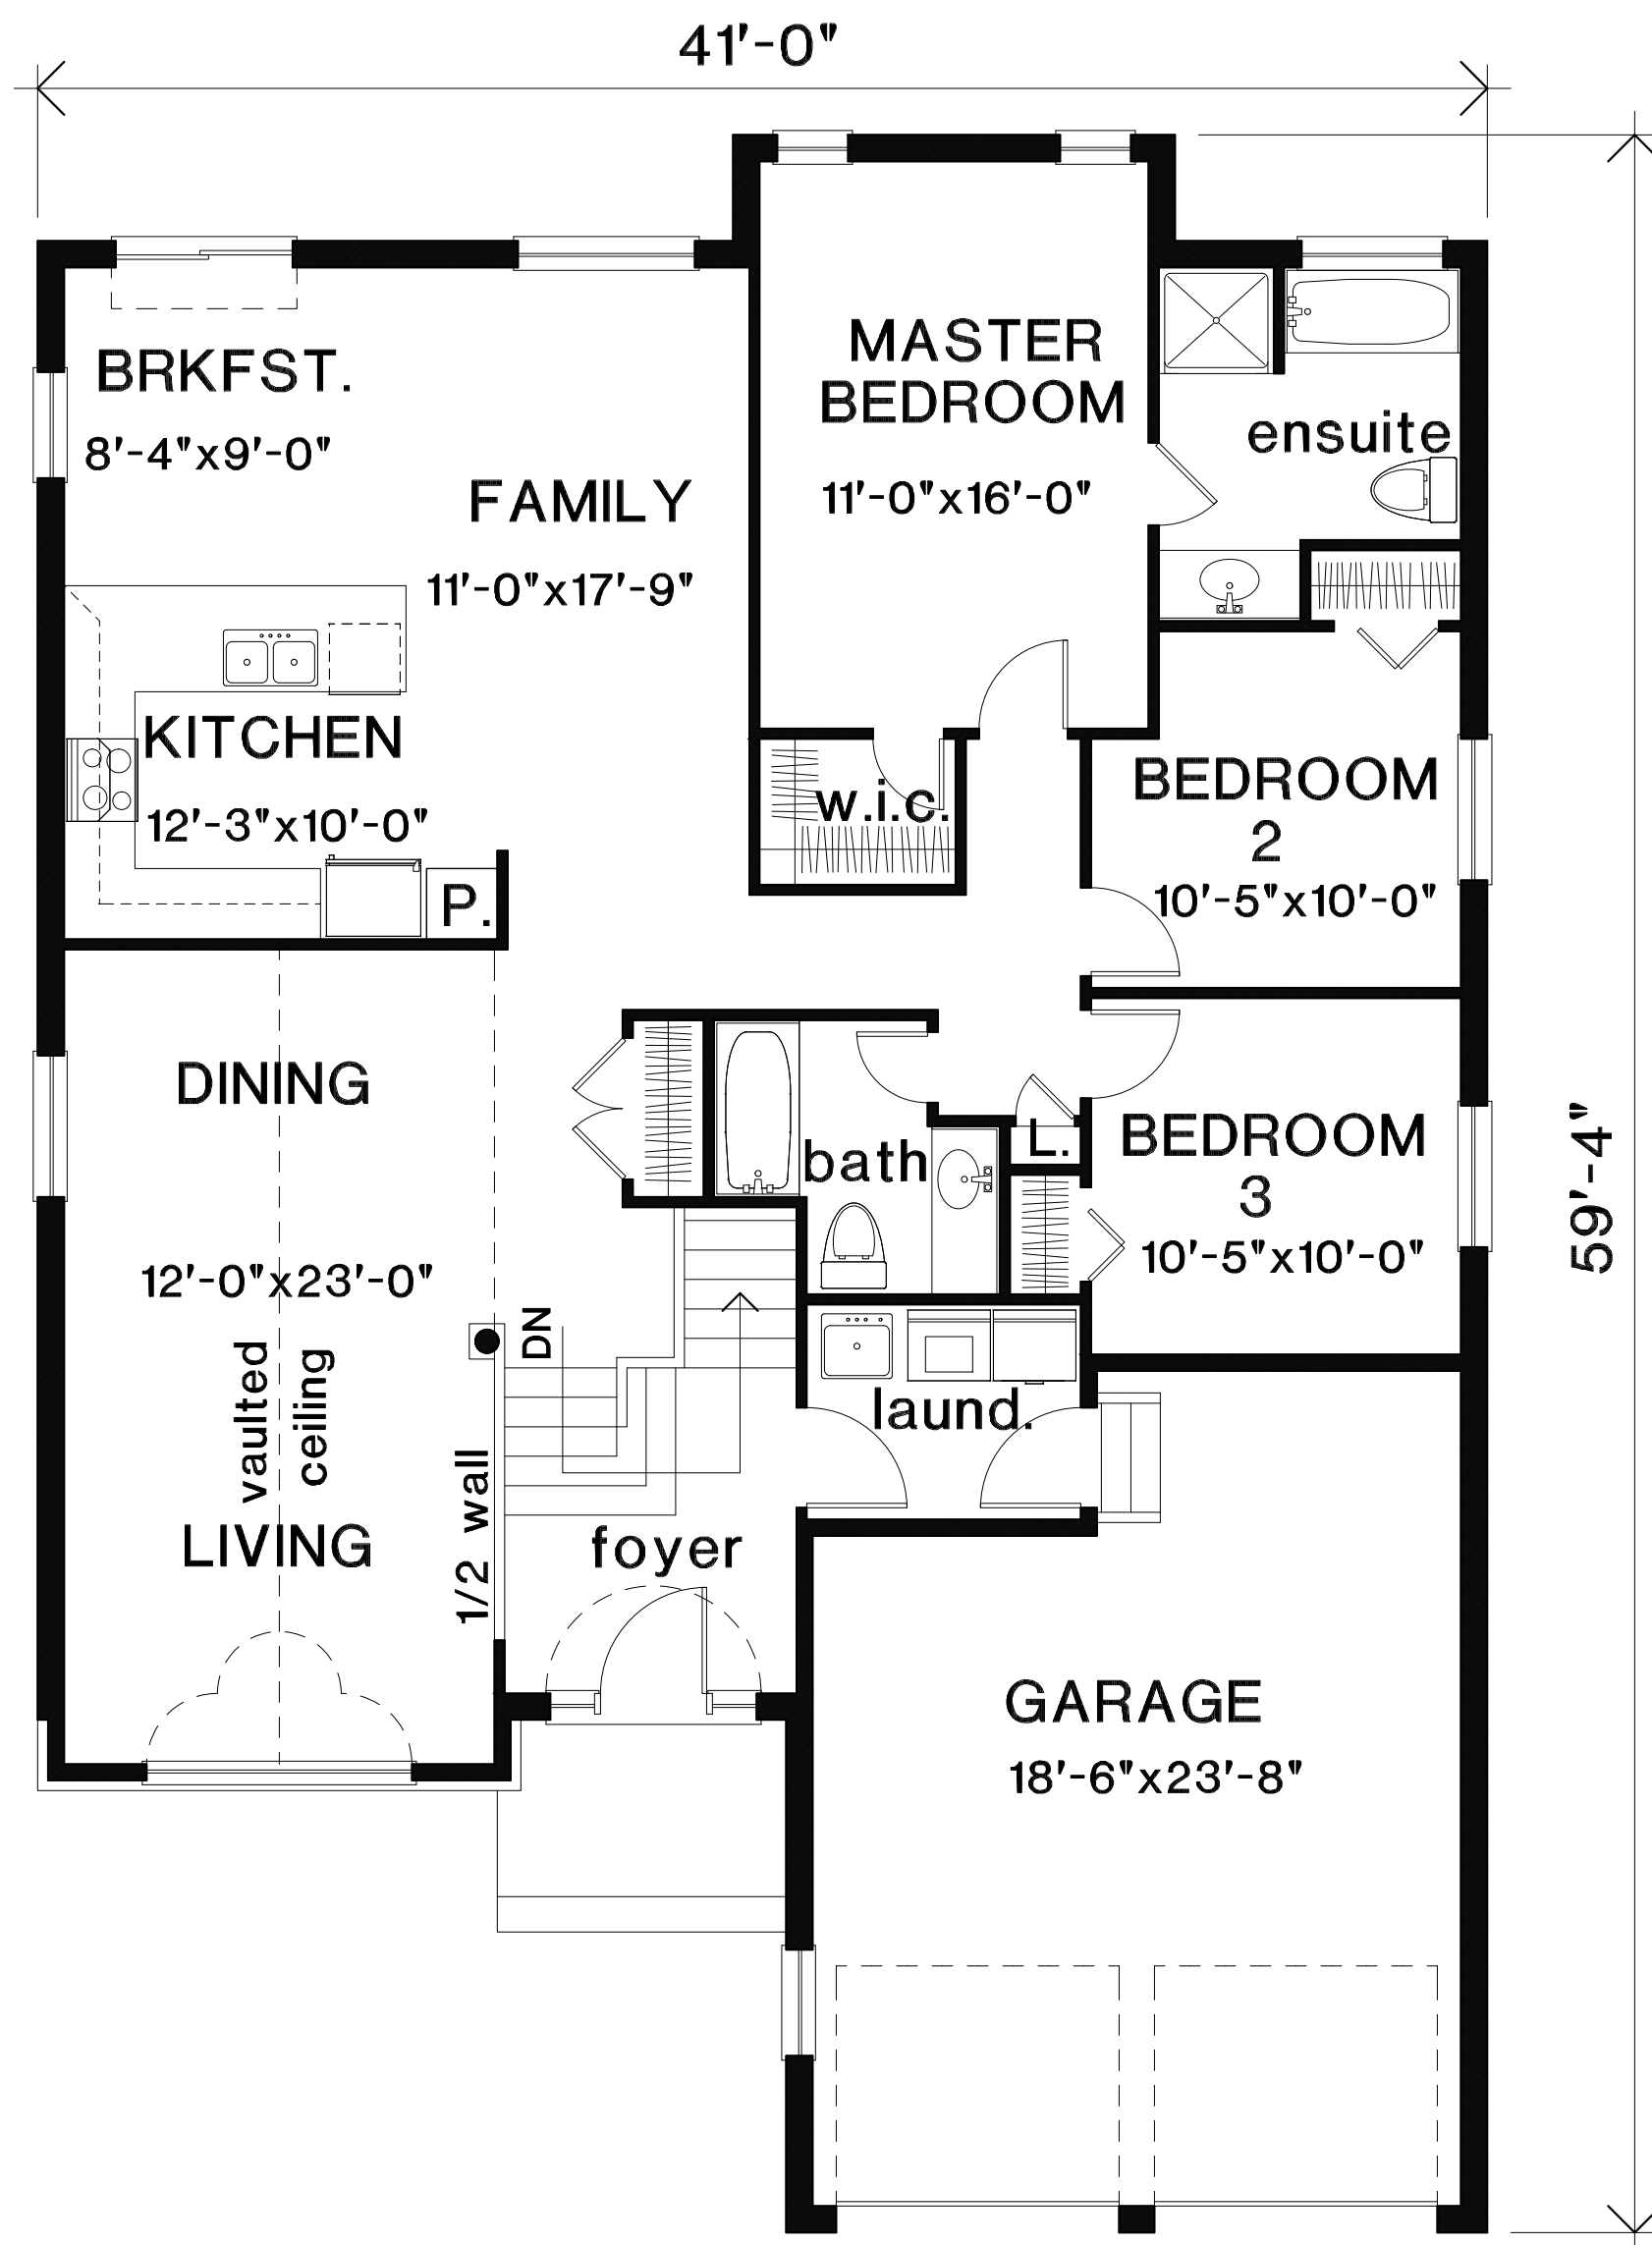 41'-0"
MASTER
BEDROOM
11'-0"x16'-0"
BRKFST.
8'-4"x9'-0"
ensuite
FAMILY
11'-0"x17'-9"
KITCHEN
12'-3"x10'-0"
w.i.c.
BEDROOM
2
10'-5"x10'-0"
P.
DINING
bath
L.
BEDROOM
3
10'-5"x10'-0"
59'-4"
12'-0"x23'-0"
DN
vaulted
ceiling
laund.
1/2 wall
LIVING
foyer
GARAGE
18'-6"x23'-8"